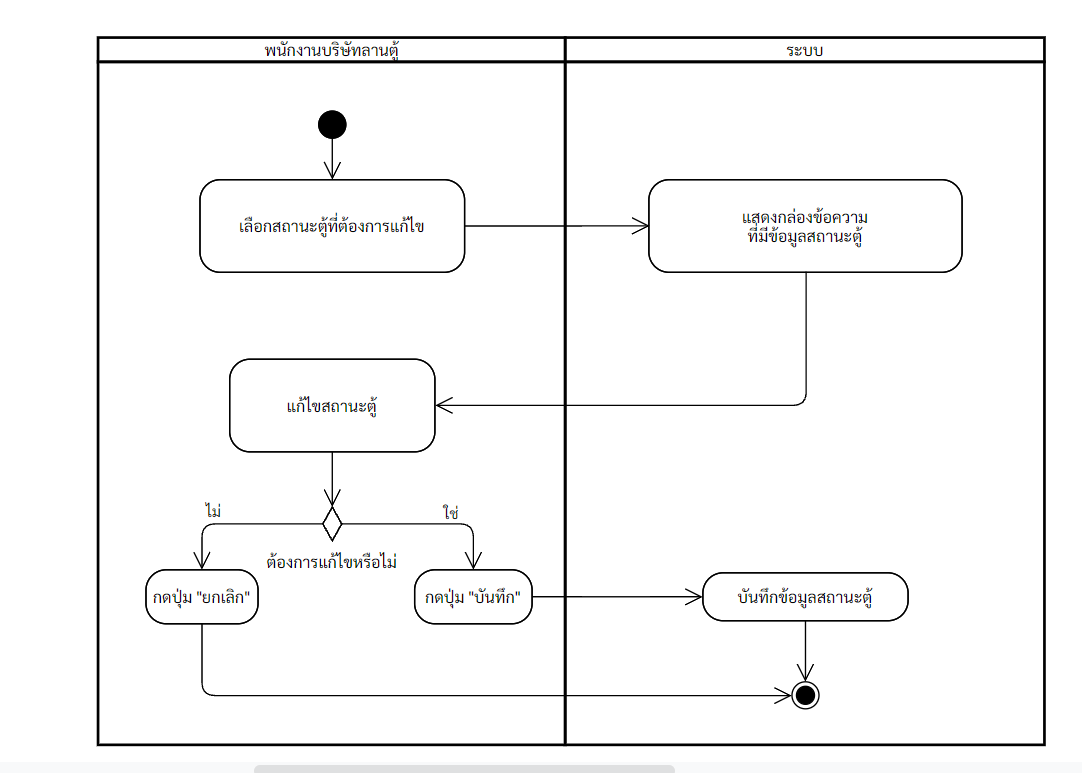 พนักงานบริษัทลานตู้
ระบบ
เลือกสถานะตู้ที่ต้องการแก้ไข
แสดงกล่องข้อความ
ที่มีข้อมูลสถานะตู้
แก้ไขสถานะตู้
ไม่
ใช่
ต้องการแก้ไขหรือไม่
กดปุ่ม "ยกเลิก"
กดปุ่ม "บันทึก"
บันทึกข้อมูลสถานะตู้